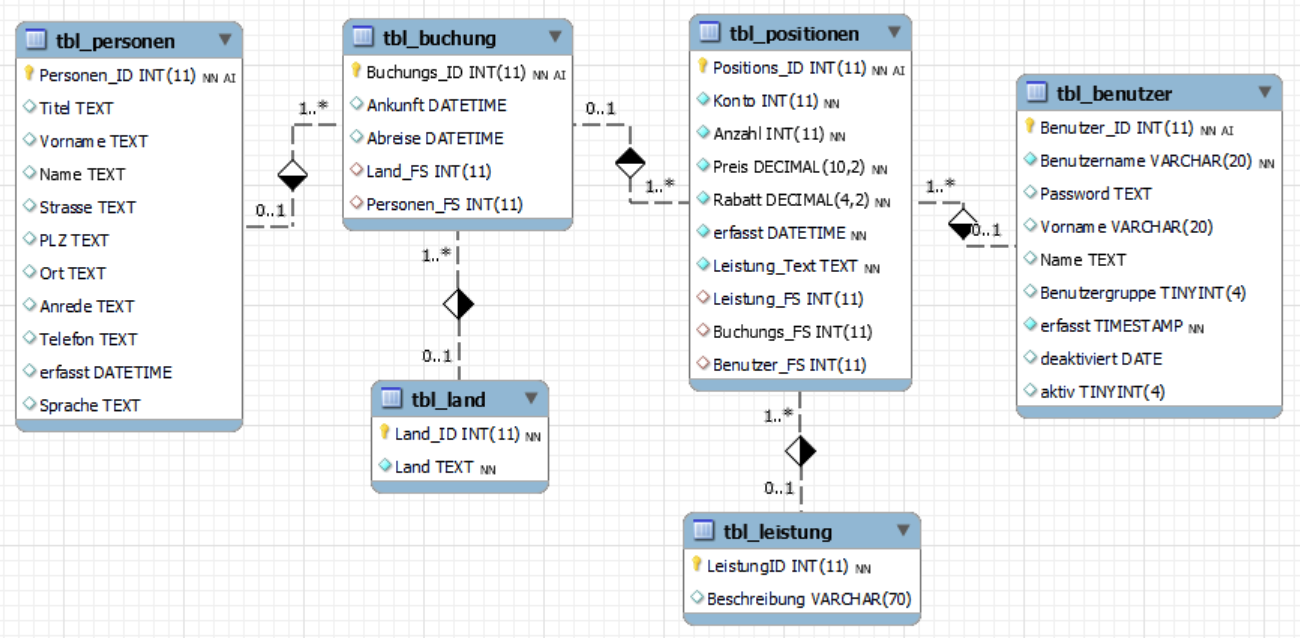 tbl_personen
Personen_ID INT(11) NN AI
Titel TEXT
Vorname TEXT
Name TEXT
Strasse TEXT
PLZ TEXT
Ort TEXT
Anrede TEXT
Telefon TEXT
erfasst DATETIME
Sprache TEXT
1..*
0..1
tbl_buchung
Buchungs_ID INT(11) NN AI
Ankunft DATETIME
Abreise DATETIME
Land_FS INT(11)
Personen_FS INT(11)
1..*
0..1
tbl_land
Land_ID INT(11) NN
Land TEXT NN
0..1
1..*
tbl_positionen
Positions_ID INT(11) NN AI
Konto INT(11) NN
Anzahl INT(11) NN
Preis DECIMAL(10,2) NN
Rabatt DECIMAL(4,2) NN
erfasst DATETIME NN
Leistung_Text TEXT NN
Leistung_FS INT(11)
Buchungs_FS INT(11)
Benutzer_FS INT(11)
1..*
0..1
tbl_leistung
LeistungID INT(11) NN
Beschreibung VARCHAR(70)
1..*
0..1
tbl_benutzer
Benutzer_ID INT(11) NN AI
Benutzername VARCHAR(20) NN
Password TEXT
Vorname VARCHAR(20)
Name TEXT
Benutzergruppe TINYINT(4)
erfasst TIMESTAMP NN
deaktiviert DATE
aktiv TINYINT(4)